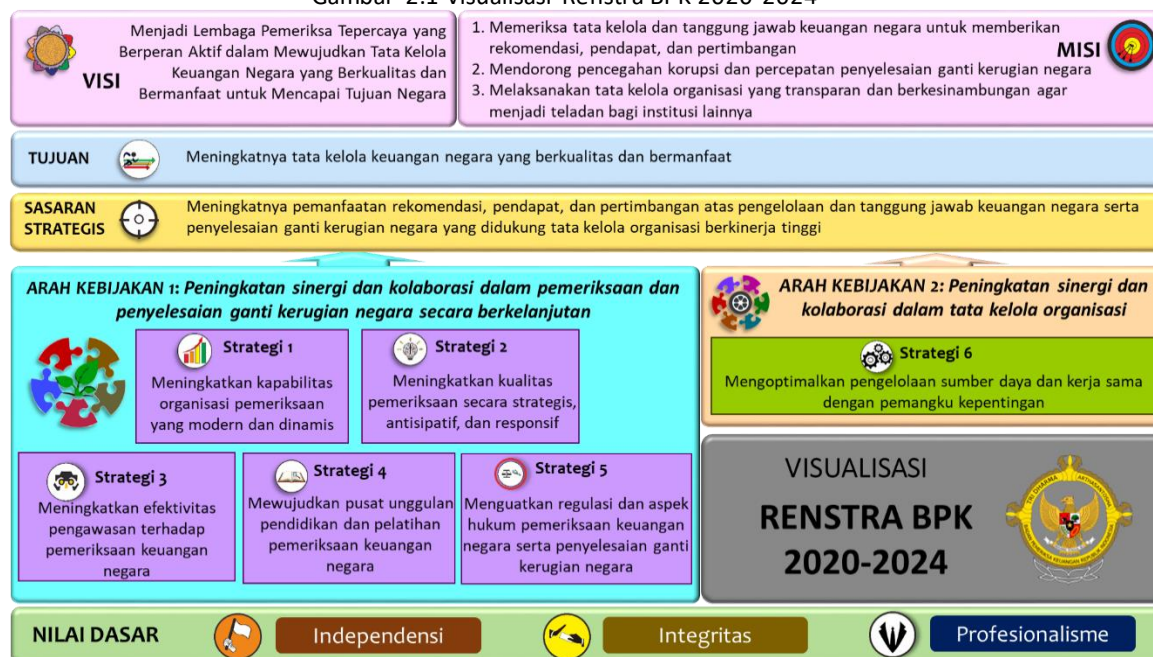 Gambar 2.1 Visualisasi Renstra BPK 2020-2024
VISI
Menjadi Lembaga Pemeriksa Tepercaya yang
Berperan Aktif dalam Mewujudkan Tata Kelola
Keuangan Negara yang Berkualitas dan
Bermanfaat untuk Mencapai Tujuan Negara
MISI
1. Memeriksa tata kelola dan tanggung jawab keuangan negara untuk memberikan
rekomendasi, pendapat, dan pertimbangan
2. Mendorong pencegahan korupsi dan percepatan penyelesaian ganti kerugian negara
3. Melaksanakan tata kelola organisasi yang transparan dan berkesinambungan agar
menjadi teladan bagi institusi lainnya
TUJUAN
Meningkatnya tata kelola keuangan negara yang berkualitas dan bermanfaat
SASARAN
STRATEGIS
Meningkatnya pemanfaatan rekomendasi, pendapat, dan pertimbangan atas pengelolaan dan tanggung jawab keuangan negara serta
penyelesaian ganti kerugian negara yang didukung tata kelola organisasi berkinerja tinggi
ARAH KEBIJAKAN 1: Peningkatan sinergi dan kolaborasi dalam pemeriksaan dan
penyelesaian ganti kerugian negara secara berkelanjutan
Strategi 1
Meningkatkan kapabilitas
organisasi pemeriksaan
yang modern dan dinamis
Strategi 2
Meningkatkan kualitas
pemeriksaan secara strategis,
antisipatif, dan responsif
Strategi 3
Meningkatkan efektivitas
pengawasan terhadap
pemeriksaan keuangan
negara
Strategi 4
Mewujudkan pusat unggulan
pendidikan dan pelatihan
pemeriksaan keuangan
negara
Strategi 5
Menguatkan regulasi dan aspek
hukum pemeriksaan keuangan
negara serta penyelesaian ganti
kerugian negara
ARAH KEBIJAKAN 2: Peningkatan sinergi dan
kolaborasi dalam tata kelola organisasi
Strategi 6
Mengoptimalkan pengelolaan sumber daya dan kerja sama
dengan pemangku kepentingan
VISUALISASI
RENSTRA BPK
2020-2024
TRI DHARMA
NILAI DASAR
Independensi
Integritas
Profesionalisme